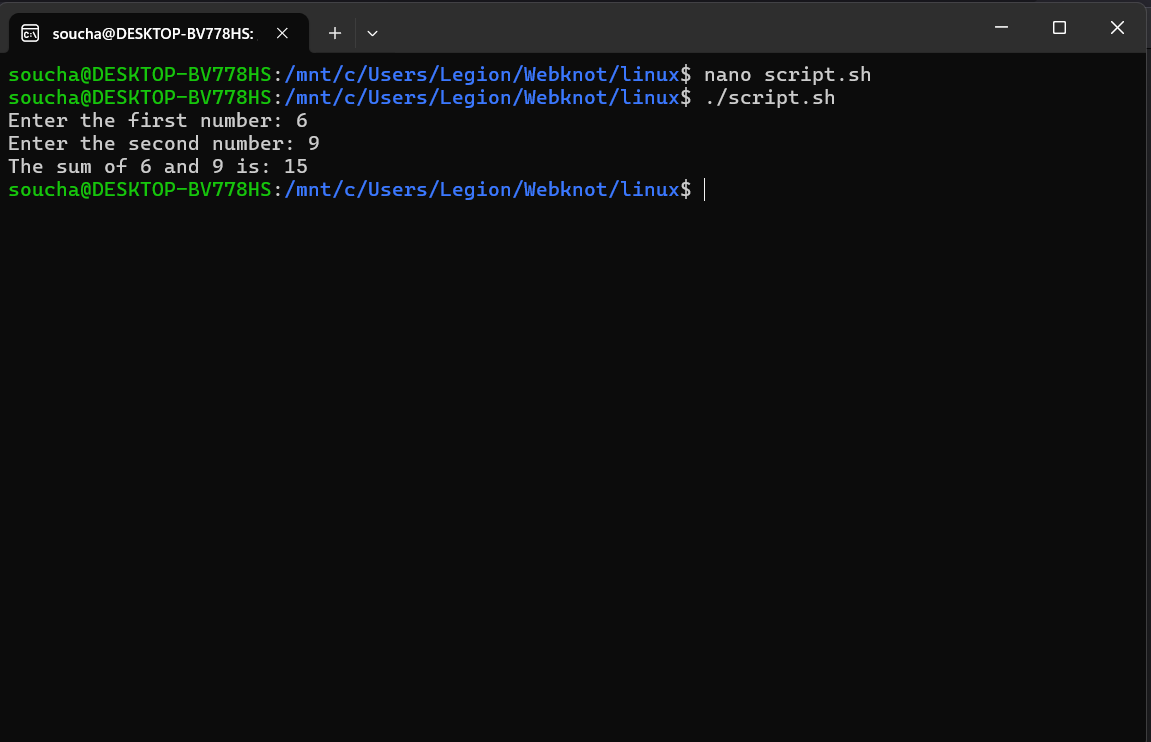 soucha@DESKTOP-BV778HS:
soucha@DESKTOP-BV778HS:/mnt/c/Users/Legion/Webknot/linux$ nano script.sh
soucha@DESKTOP-BV778HS:/mnt/c/Users/Legion/Webknot/linux$ ./script.sh
Enter the first number: 6
Enter the second number: 9
The sum of 6 and 9 is: 15
soucha@DESKTOP-BV778HS:/mnt/c/Users/Legion/Webknot/linux$